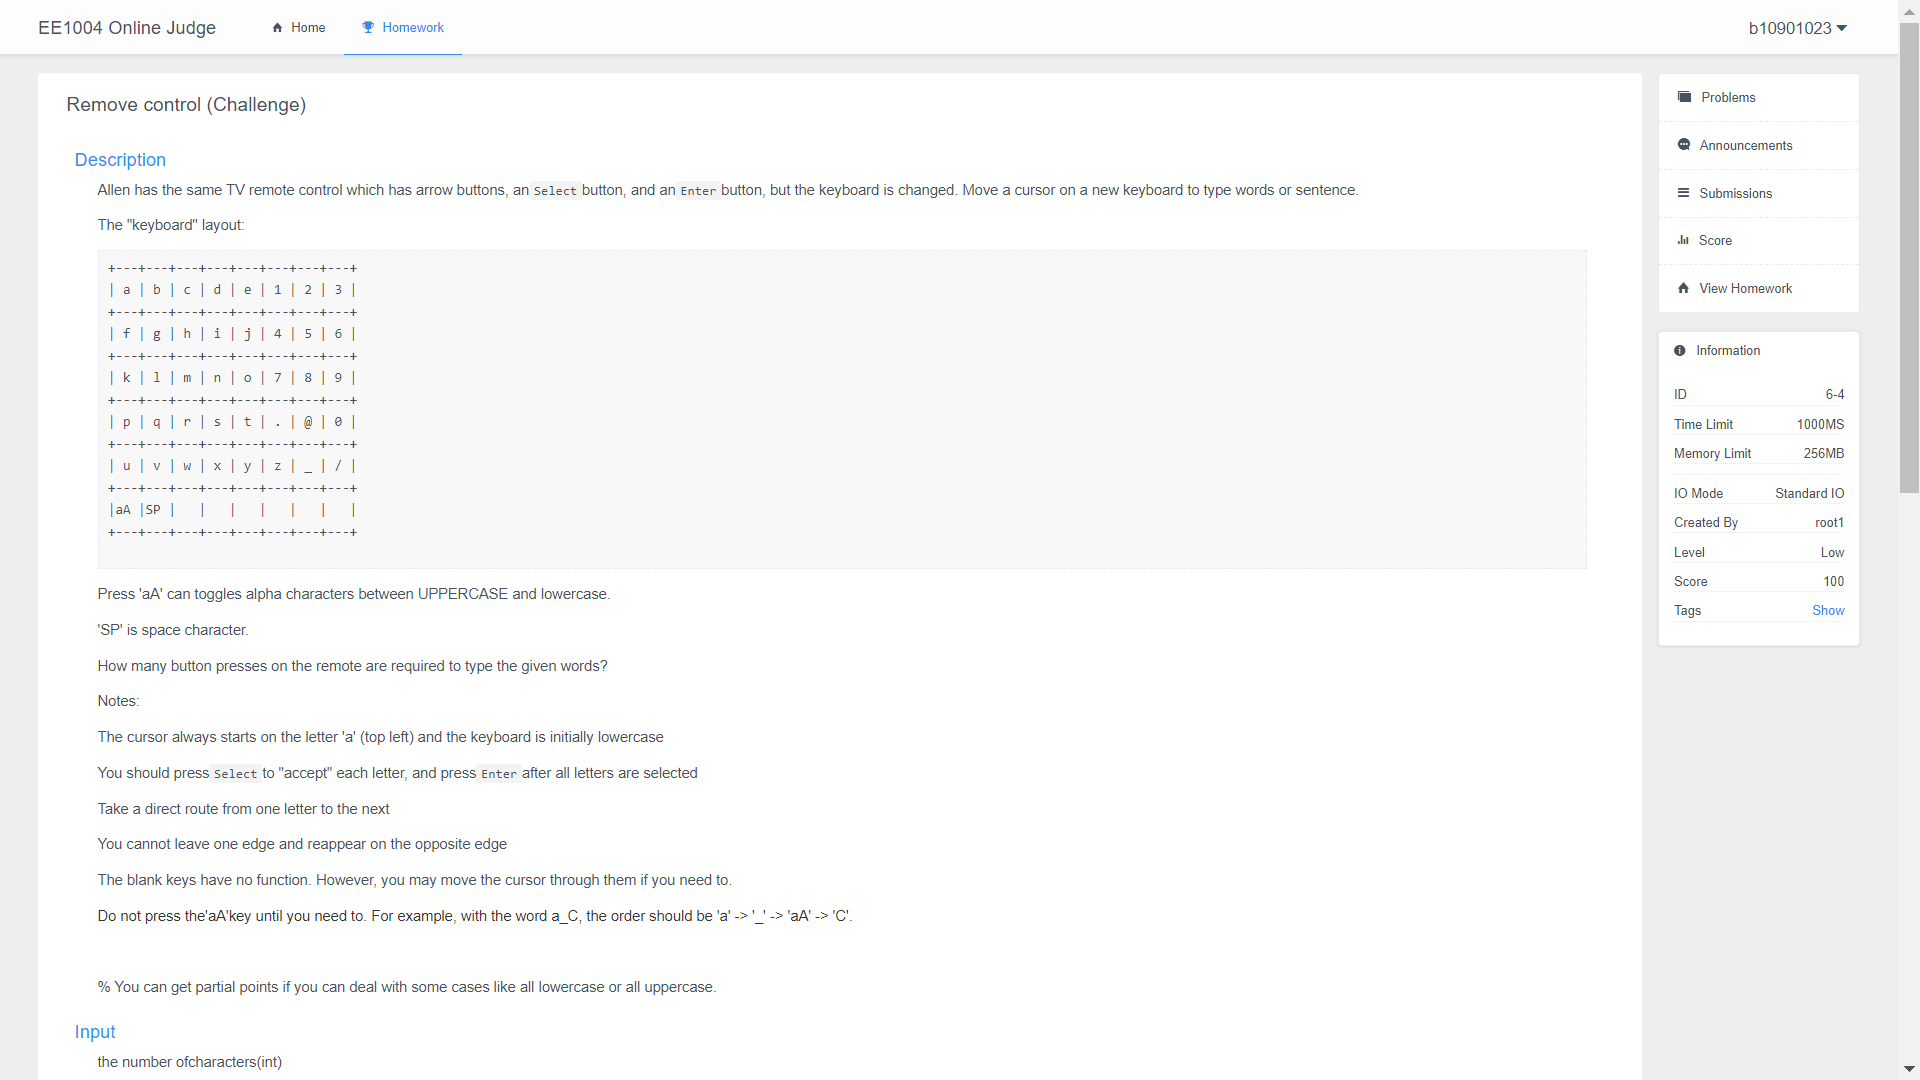 EE1004 Online Judge
Home
Homework
b10901023
Remove control (Challenge)
Description
Allen has the same TV remote control which has arrow buttons, an Select button, and an Enter button, but the keyboard is changed. Move a cursor on a new keyboard to type words or sentence.
The "keyboard" layout:
+---+---+---+---+---+---+---+---+
| a | b | c | d | e | 1 | 2 | 3 |
+---+---+---+---+---+---+---+---+
| f | g | h | i | j | 4 | 5 | 6 |
+---+---+---+---+---+---+---+---+
| k | l | m | n | o | 7 | 8 | 9 |
+---+---+---+---+---+---+---+---+
| p | q | r | s | t | . | @ | 0 |
+---+---+---+---+---+---+---+---+
| u | v | w | x | y | z | _ | / |
+---+---+---+---+---+---+---+---+
|aA |SP |   |   |   |   |   |   |
+---+---+---+---+---+---+---+---+
Press 'aA' can toggles alpha characters between UPPERCASE and lowercase.
'SP' is space character.
How many button presses on the remote are required to type the given words?
Notes:
The cursor always starts on the letter 'a' (top left) and the keyboard is initially lowercase
You should press Select to "accept" each letter, and press Enter after all letters are selected
Take a direct route from one letter to the next
You cannot leave one edge and reappear on the opposite edge
The blank keys have no function. However, you may move the cursor through them if you need to.
Do not press the'aA'key until you need to. For example, with the word a_C, the order should be 'a' -> '_' -> 'aA' -> 'C'.
% You can get partial points if you can deal with some cases like all lowercase or all uppercase.
Input
the number ofcharacters(int)
Problems
Announcements
Submissions
Score
View Homework
Information
ID 6-4
Time Limit 1000MS
Memory Limit 256MB
IO Mode Standard IO
Created By root1
Level Low
Score 100
Tags Show